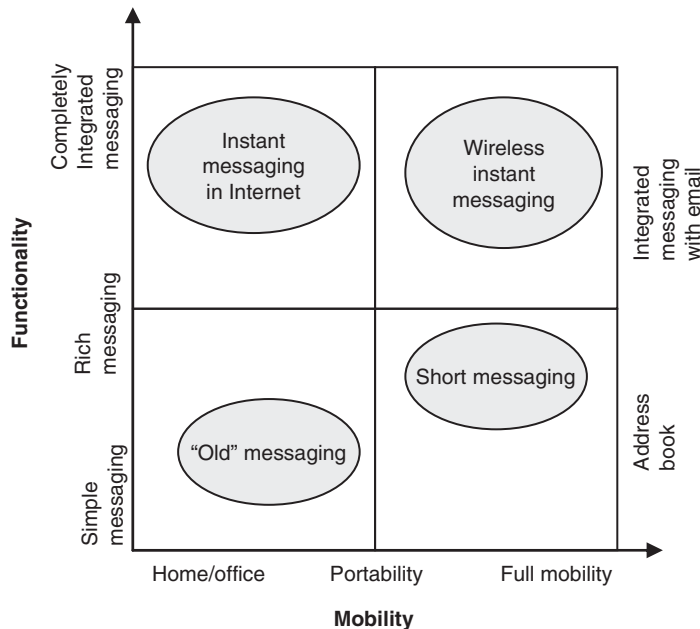 Completely
Integrated
messaging
Rich
messaging
Simple
messaging
Functionality
Instant
messaging
in Internet
Wireless
instant
messaging
"Old" messaging
Short messaging
Integrated
messaging
with email
Address
book
Home/office
Portability
Full mobility
Mobility